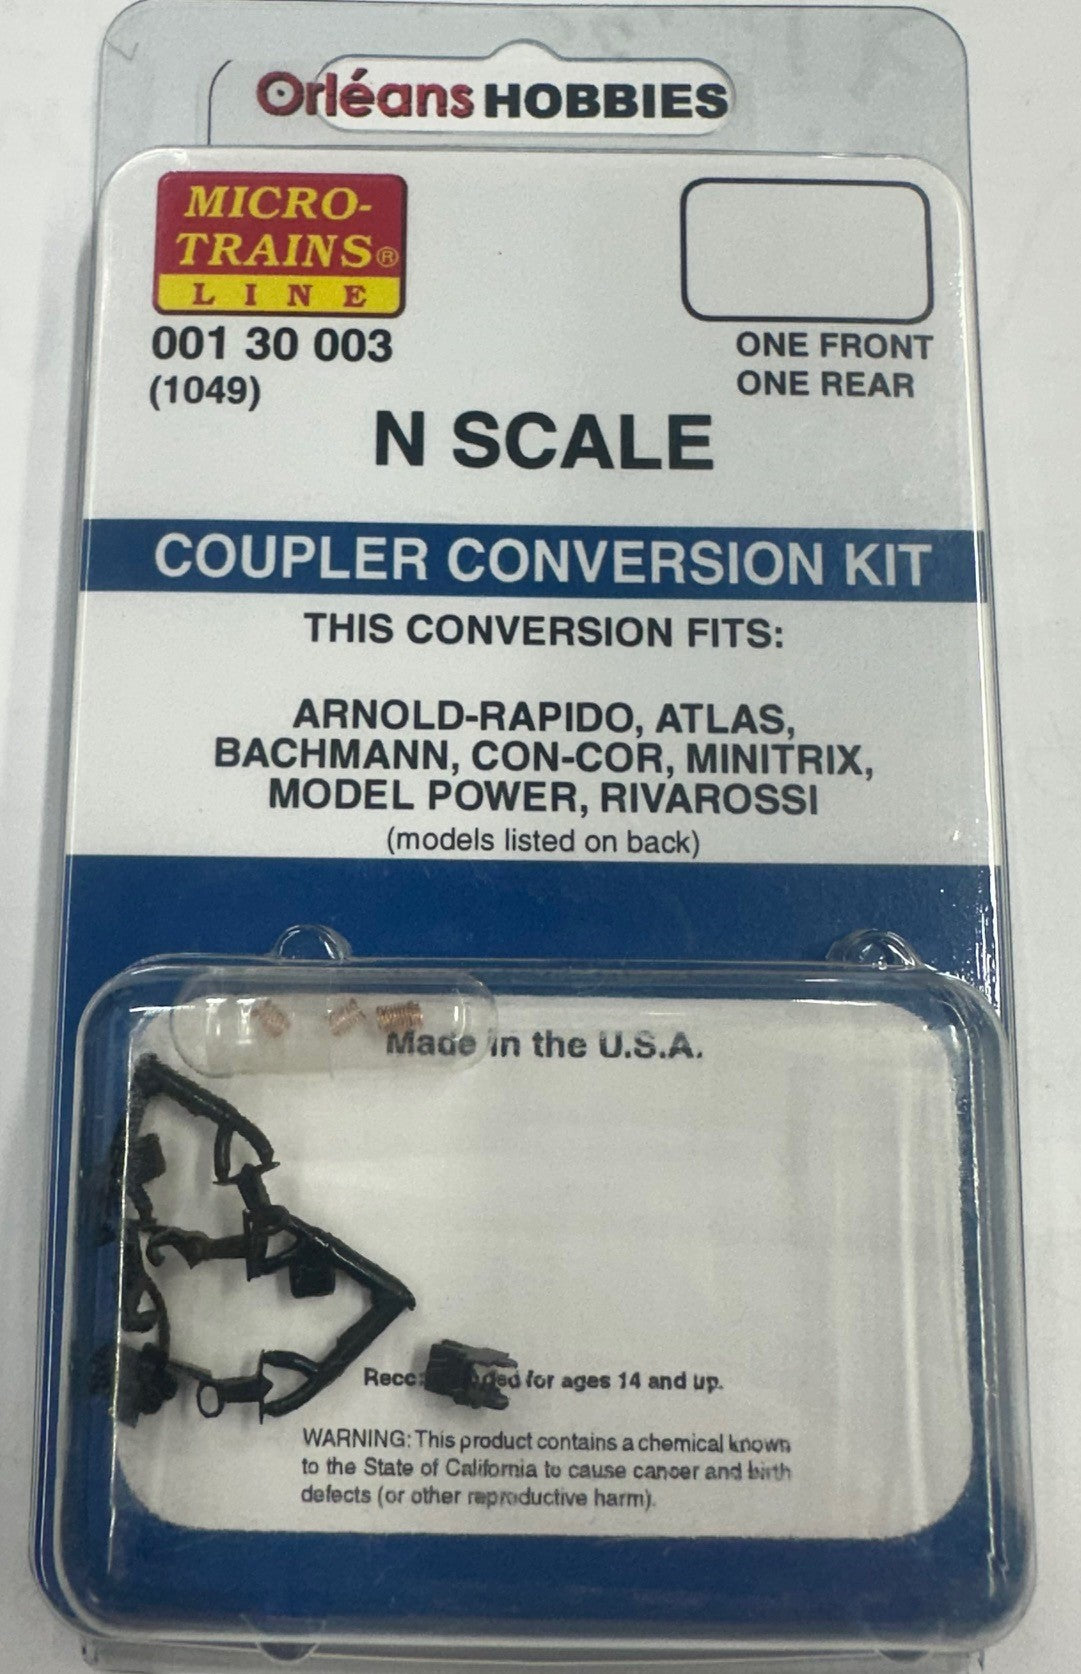 Orléans HOBBIES
MICRO-
TRAINS®
LINE
001 30 003
(1049)
ONE FRONT
ONE REAR
N SCALE
COUPLER CONVERSION KIT
THIS CONVERSION FITS:
ARNOLD-RAPIDO, ATLAS,
BACHMANN, CON-COR, MINITRIX,
MODEL POWER, RIVAROSSI
(models listed on back)
Made in the U.S.A.
for ages 14 and up.
WARNING: This product contains a chemical known
to the State of California to cause cancer and birth
defects (or other reproductive harm).